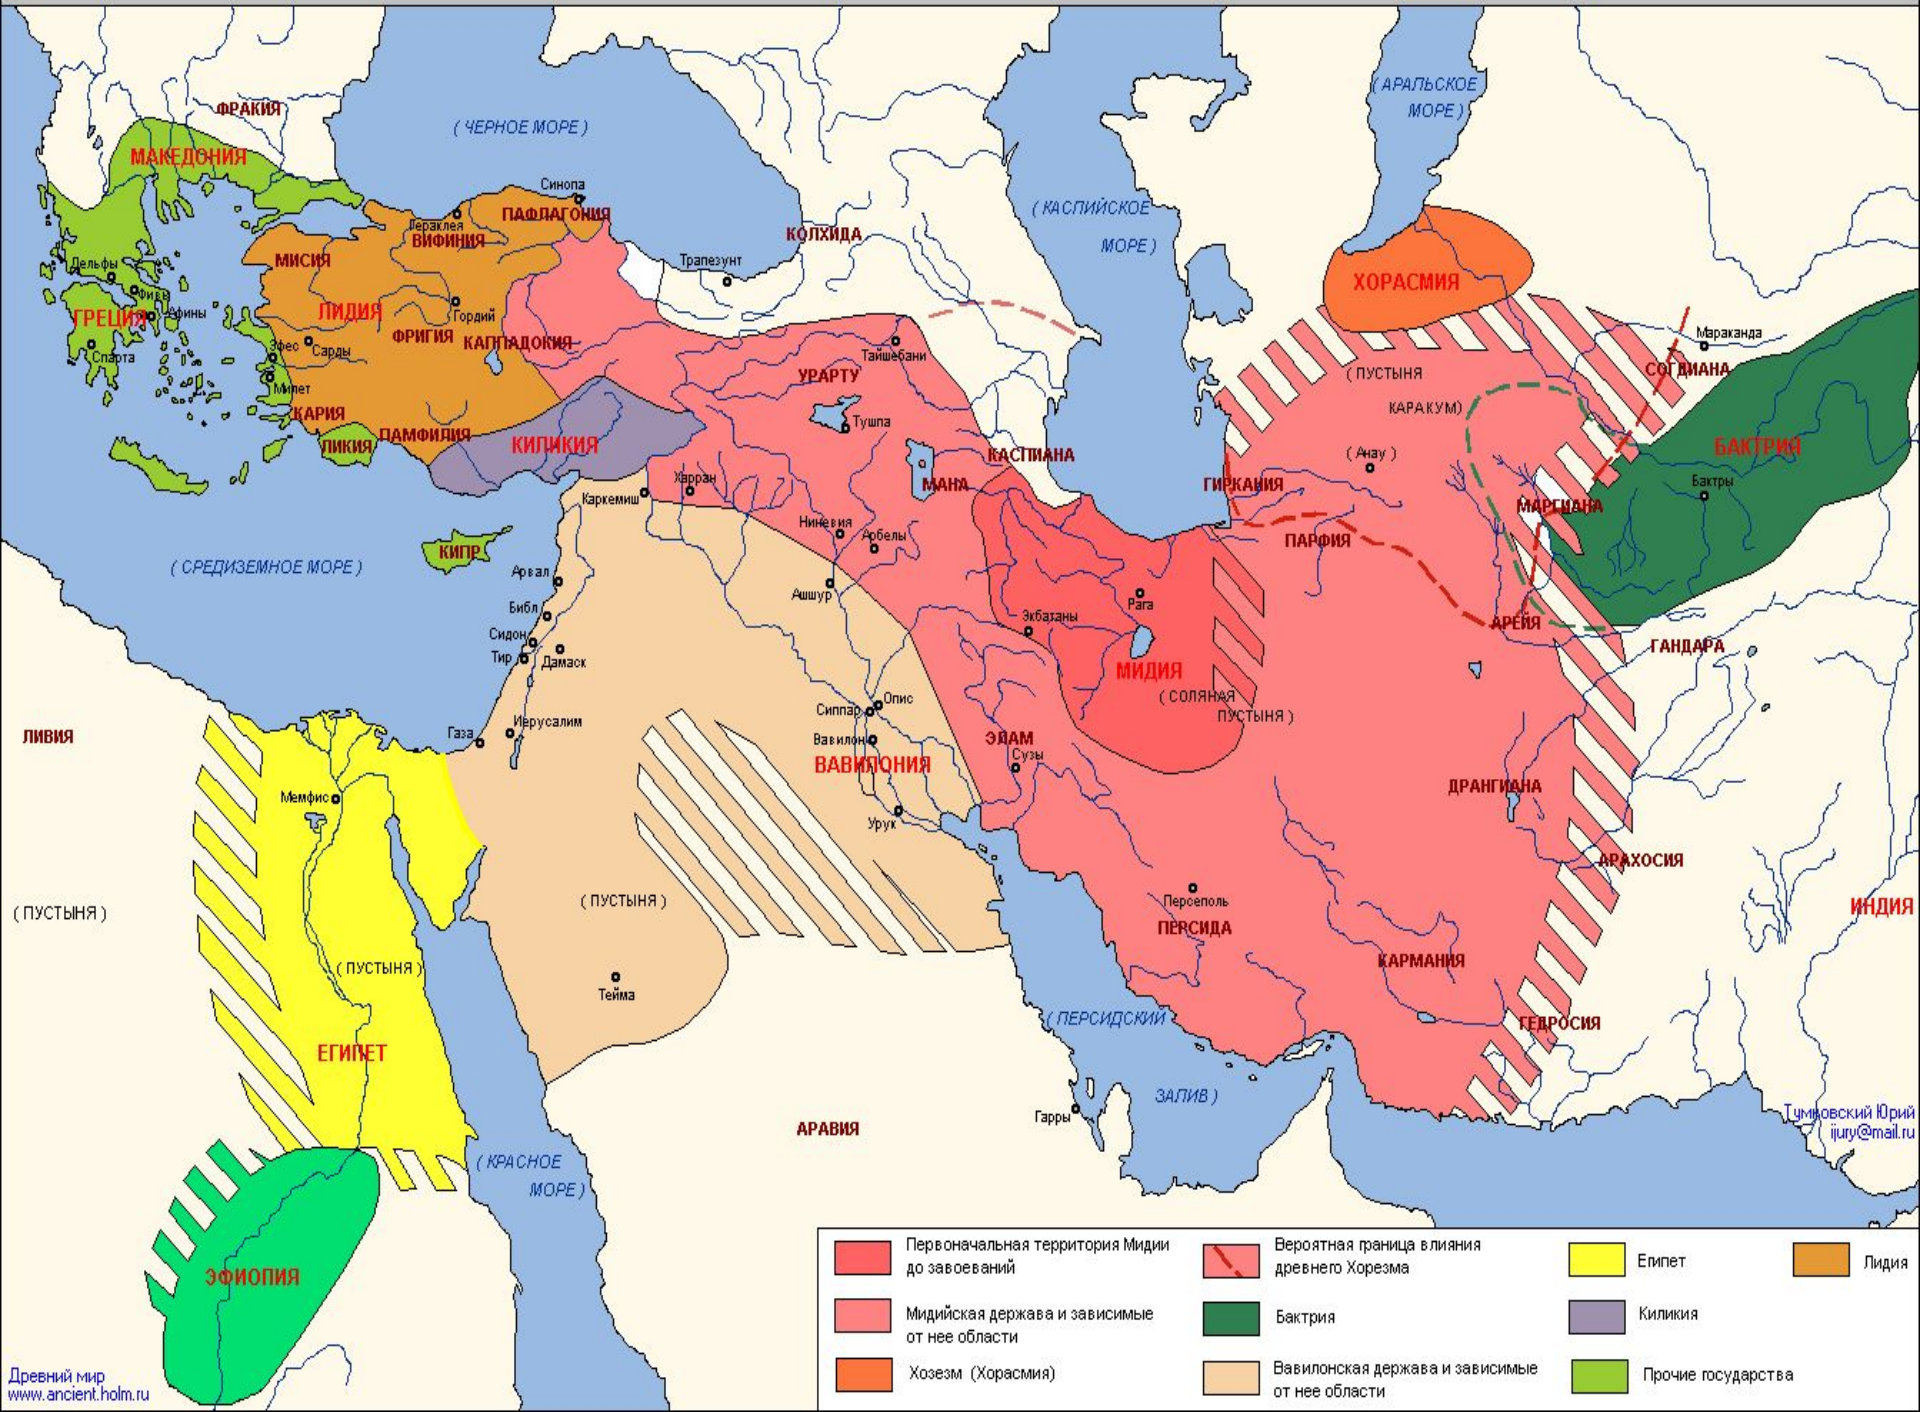 ФРАКИЯ
МАКЕДОНИЯ
( ЧЕРНОЕ МОРЕ )
( АРАЛЬСКОЕ
МОРЕ )
Синопа
ПАФЛАГОНИЯ
Гераклея
ВИФИНИЯ
КОЛХИДА
( КАСПИЙСКОЕ
МОРЕ )
МИСИЯ
Трапезунт
ХОРАСМИЯ
Дельфы
Фивы
Афины
ГРЕЦИЯ
Спарта
ЛИДИЯ
Гордий
ФРИГИЯ
КАППАДОКИЯ
Эфес
Сарды
Милет
Тайшебани
УРАРТУ
Мараканда
СОГДИАНА
( ПУСТЫНЯ
КАРАКУМ)
КАРИЯ
ЛИКИЯ
ПАМФИЛИЯ
КИЛИКИЯ
Тушпа
КАСПИАНА
МАНА
( Анау )
БАКТРИЯ
Бактры
ГИРКАНИЯ
МАРГИАНА
Харран
Каркемиш
Ниневия
Арбелы
ПАРФИЯ
КИПР
( СРЕДИЗЕМНОЕ МОРЕ )
Арвал
Ашшур
Библ
Рага
Экбатаны
АРЕЙЯ
Сидон
Тир
Дамаск
ГАНДАРА
МИДИЯ
( СОЛЯНАЯ
ПУСТЫНЯ )
Опис
Сиппар
Иерусалим
Газа
ЛИВИЯ
Вавилон
ВАВИЛОНИЯ
ЭЛАМ
Сузы
ДРАНГИАНА
Мемфис
Урук
АРАХОСИЯ
( ПУСТЫНЯ )
( ПУСТЫНЯ )
Персеполь
ПЕРСИДА
ИНДИЯ
( ПУСТЫНЯ )
КАРМАНИЯ
Тейма
( ПЕРСИДСКИЙ
ЗАЛИВ )
ГЕДРОСИЯ
ЕГИПЕТ
Гарры
АРАВИЯ
Тумковский Юрий
ijury@mail.ru
( КРАСНОЕ
МОРЕ )
ЭФИОПИЯ
Древний мир
www.ancient.holm.ru
Первоначальная территория Мидии
до завоеваний
Мидийская держава и зависимые
от нее области
Хозезм (Хорасмия)
Вероятная граница влияния
древнего Хорезма
Бактрия
Вавилонская держава и зависимые
от нее области
Египет
Киликия
Прочие государства
Лидия